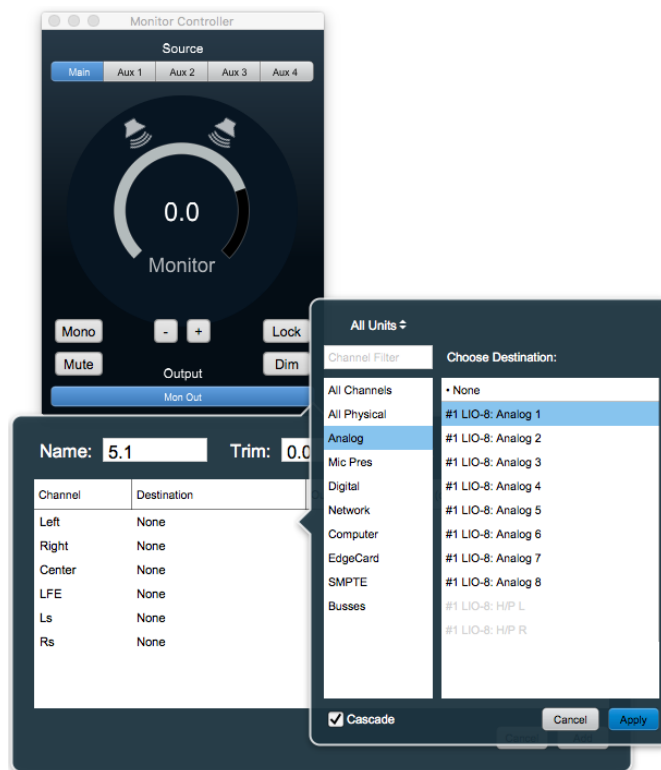 Monitor Controller
Source
Main Aux 1 Aux 2 Aux 3 Aux 4
0.0
Monitor
Mono - + Lock
Mute Dim
Output
Mon Out
Name: 5.1 Trim: 0.0
Channel Destination
Left None
Right None
Center None
LFE None
Ls None
Rs None
All Units
Channel Filter Choose Destination:
All Channels
All Physical
Analog
Mic Pres
Digital
Network
Computer
EdgeCard
SMPTE
Busses
• None
#1 LIO-8: Analog 1
#1 LIO-8: Analog 2
#1 LIO-8: Analog 3
#1 LIO-8: Analog 4
#1 LIO-8: Analog 5
#1 LIO-8: Analog 6
#1 LIO-8: Analog 7
#1 LIO-8: Analog 8
#1 LIO-8: H/P L
#1 LIO-8: H/P R
Cascade Cancel Apply
Cancel Add